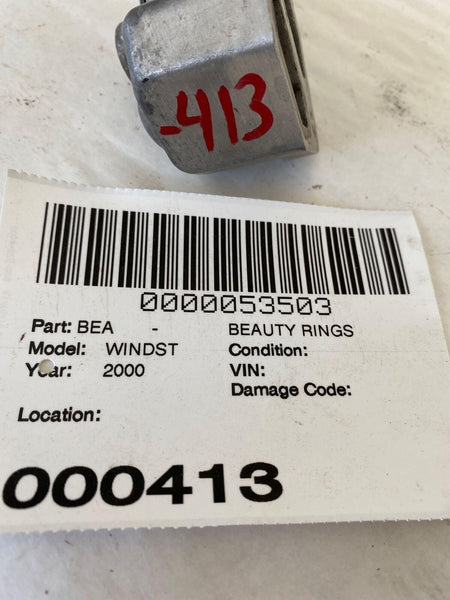 -413
0000053503
Part: BEA - BEAUTY RINGS
Model: WINDST Condition:
Year: 2000 VIN:
Damage Code:
Location:
000413